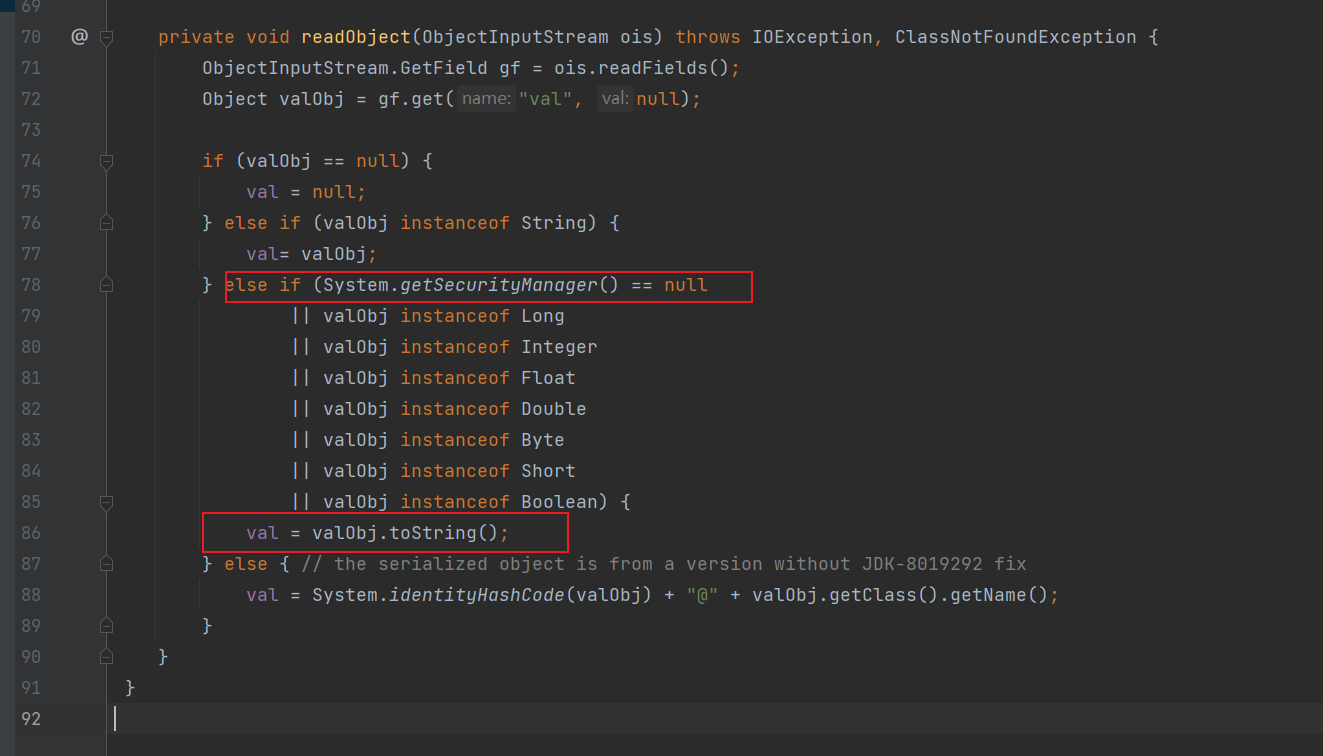 69
70 @ private void readObject(ObjectInputStream ois) throws IOException, ClassNotFoundException {
71 ObjectInputStream.GetField gf = ois.readFields();
72 Object valObj = gf.get( name: "val", val: null);
73
74 if (valObj == null) {
75 val = null;
76 } else if (valObj instanceof String) {
77 val= valObj;
78 } else if (System.getSecurityManager() == null
79 || valObj instanceof Long
80 || valObj instanceof Integer
81 || valObj instanceof Float
82 || valObj instanceof Double
83 || valObj instanceof Byte
84 || valObj instanceof Short
85 || valObj instanceof Boolean) {
86 val = valObj.toString();
87 } else { // the serialized object is from a version without JDK-8019292 fix
88 val = System.identityHashCode(valObj) + "@" + valObj.getClass().getName();
89 }
90 }
91 }
92